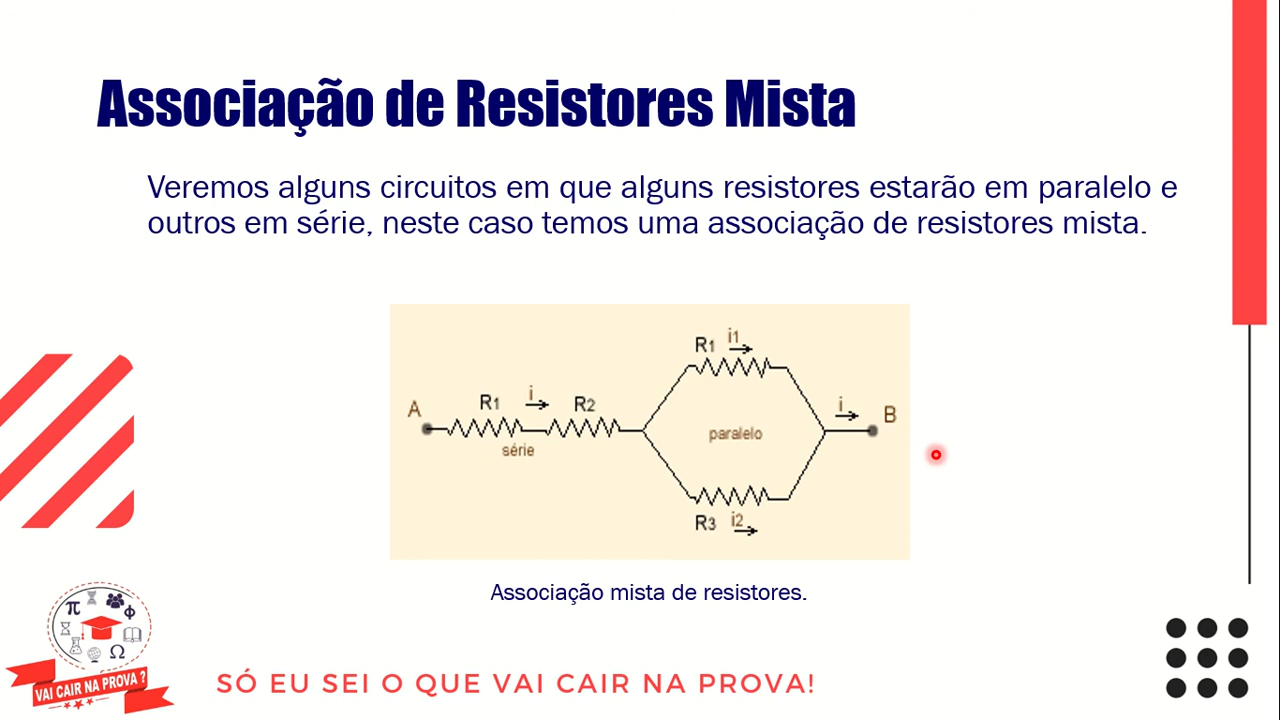 Associação de Resistores Mista
Veremos alguns circuitos em que alguns resistores estarão em paralelo e
outros em série, neste caso temos uma associação de resistores mista.
R1 i1
A R1 i R2 i B
série
paralelo
R3 i2
Associação mista de resistores.
π ϕ
Ω
VAI CAIR NA PROVA ?
SÓ EU SEI O QUE VAI CAIR NA PROVA!